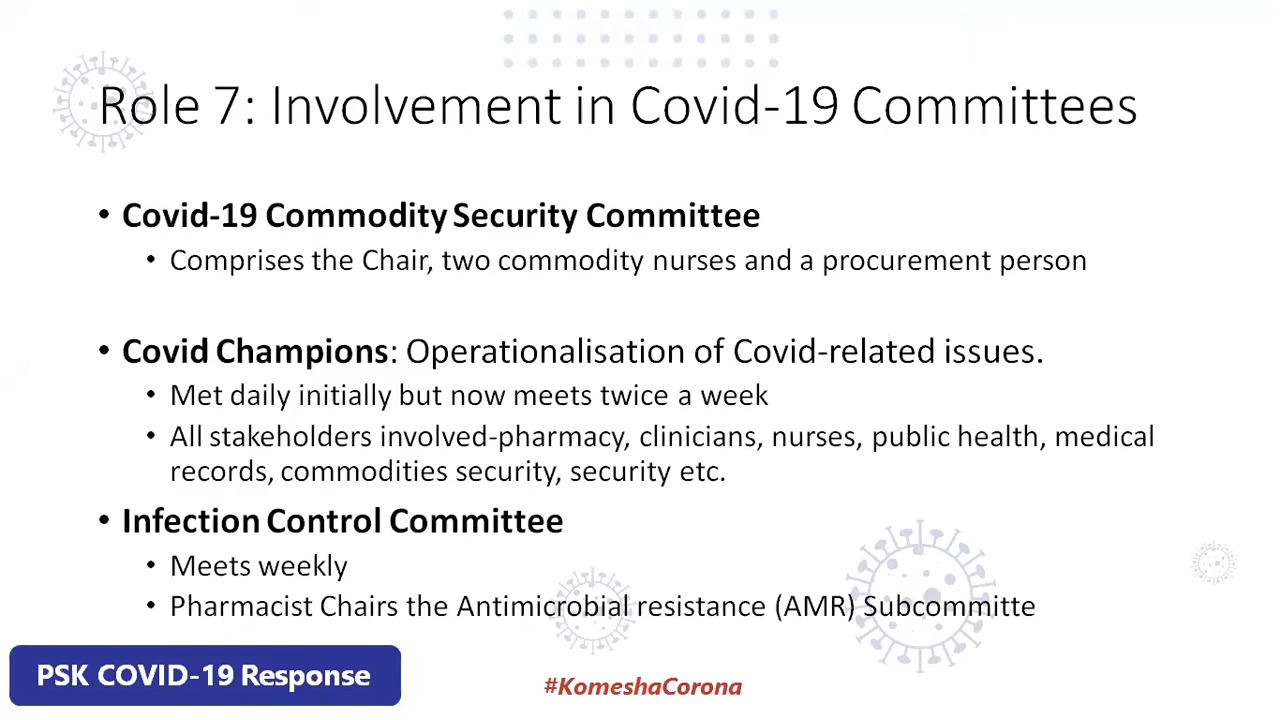 Role 7: Involvement in Covid-19 Committees
• Covid-19 Commodity Security Committee
• Comprises the Chair, two commodity nurses and a procurement person
• Covid Champions: Operationalisation of Covid-related issues.
• Met daily initially but now meets twice a week
• All stakeholders involved-pharmacy, clinicians, nurses, public health, medical
records, commodities security, security etc.
• Infection Control Committee
• Meets weekly
• Pharmacist Chairs the Antimicrobial resistance (AMR) Subcommitte
PSK COVID-19 Response
#KomeshaCorona